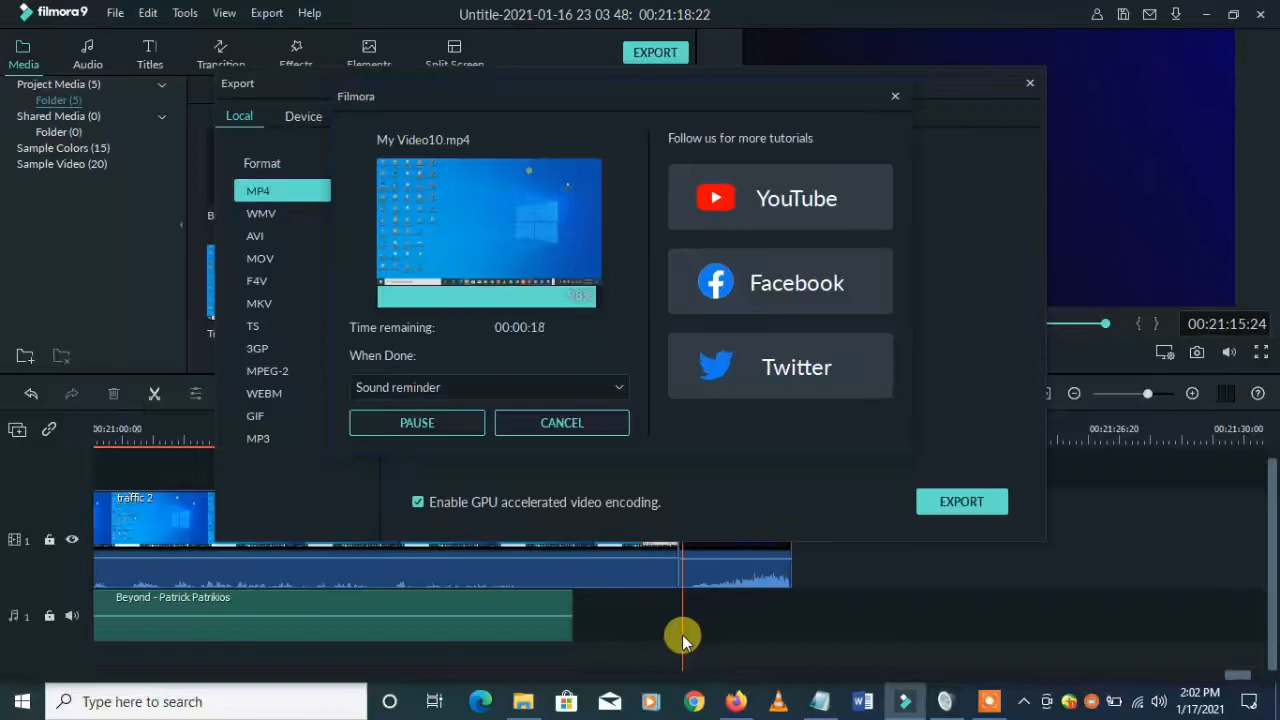 filmora9 File Edit Tools View Export Help Untitle-2021-01-16 23 03 48: 00:21:18:22
Media Audio Titles Transition Effects Elements Split Screen EXPORT
Project Media (5)
Folder (5)
Shared Media (0)
Folder (0)
Sample Colors (15)
Sample Video (20)
Export
Local Device
Format
MP4
WMV
AVI
MOV
F4V
MKV
TS
3GP
MPEG-2
WEBM
GIF
MP3
Filmora
My Video10.mp4
98%
Time remaining: 00:00:18
When Done:
Sound reminder
PAUSE CANCEL
Follow us for more tutorials
YouTube
Facebook
Twitter
Enable GPU accelerated video encoding.
EXPORT
00:21:15:24
00:21:00:00 00:21:26:20 00:21:30:00
traffic 2
1
Beyond - Patrick Patrikios
1
Type here to search
2:02 PM
1/17/2021